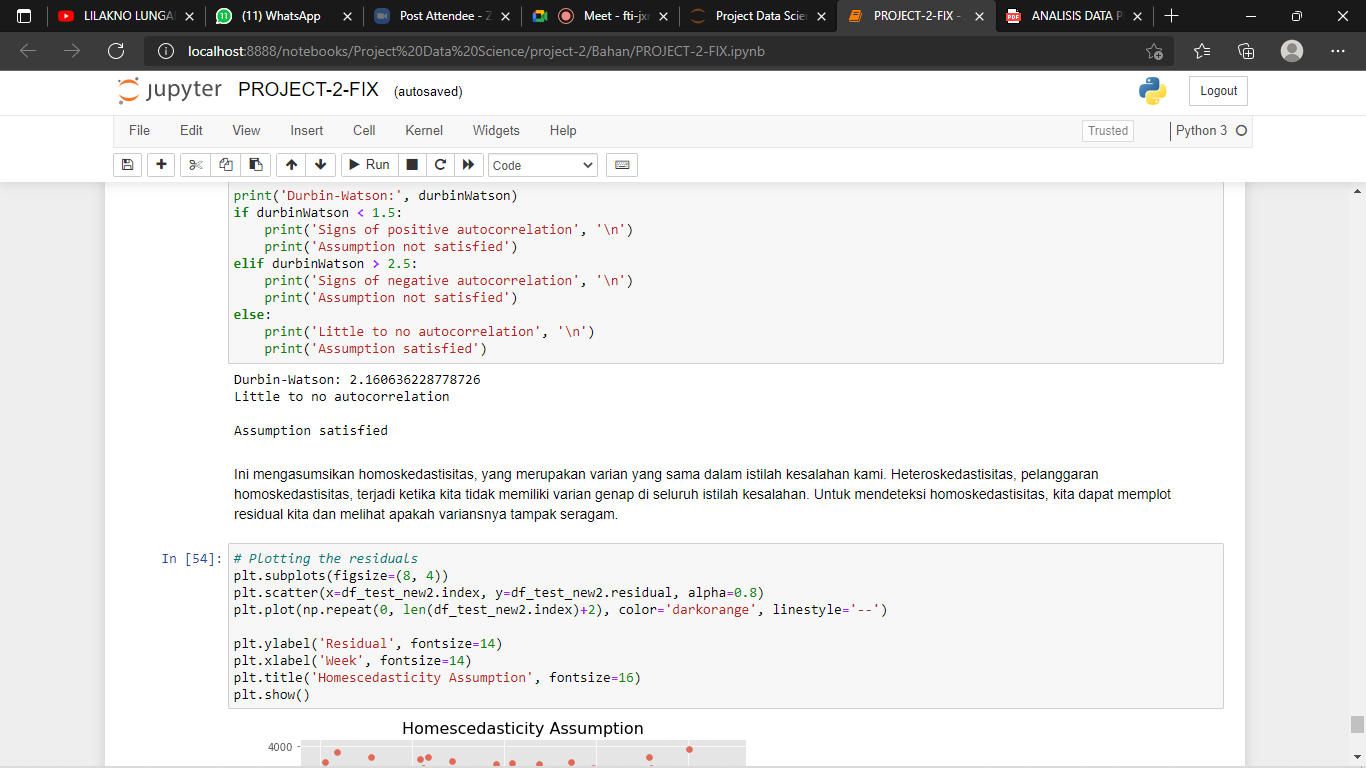 LILAKNO LUNGA
(11) WhatsApp
Post Attendee - Z
Meet - fti-jxr
Project Data Scie
PROJECT-2-FIX -
ANALISIS DATA P
localhost:8888/notebooks/Project%20Data%20Science/project-2/Bahan/PROJECT-2-FIX.ipynb
jupyter PROJECT-2-FIX (autosaved)
Logout
File Edit View Insert Cell Kernel Widgets Help
Trusted
Python 3
Run
Code
print('Durbin-Watson:', durbinWatson)
if durbinWatson < 1.5:
    print('Signs of positive autocorrelation', '\n')
    print('Assumption not satisfied')
elif durbinWatson > 2.5:
    print('Signs of negative autocorrelation', '\n')
    print('Assumption not satisfied')
else:
    print('Little to no autocorrelation', '\n')
    print('Assumption satisfied')
Durbin-Watson: 2.160636228778726
Little to no autocorrelation
Assumption satisfied
Ini mengasumsikan homoskedastisitas, yang merupakan varian yang sama dalam istilah kesalahan kami. Heteroskedastisitas, pelanggaran
homoskedastisitas, terjadi ketika kita tidak memiliki varian genap di seluruh istilah kesalahan. Untuk mendeteksi homoskedastisitas, kita dapat memplot
residual kita dan melihat apakah variansnya tampak seragam.
In [54]:
# Plotting the residuals
plt.subplots(figsize=(8, 4))
plt.scatter(x=df_test_new2.index, y=df_test_new2.residual, alpha=0.8)
plt.plot(np.repeat(0, len(df_test_new2.index)+2), color='darkorange', linestyle='--')
plt.ylabel('Residual', fontsize=14)
plt.xlabel('Week', fontsize=14)
plt.title('Homescedasticity Assumption', fontsize=16)
plt.show()
Homescedasticity Assumption
4000